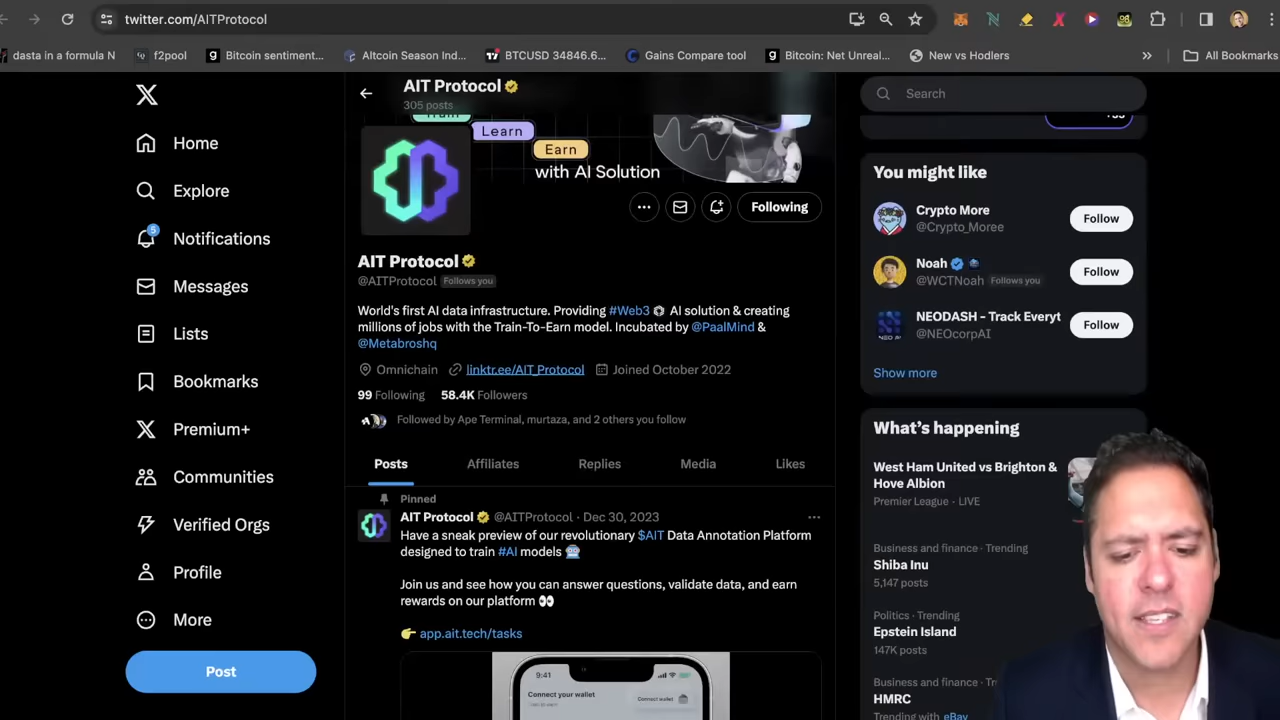 twitter.com/AITProtocol
dasta in a formula N
f2pool
Bitcoin sentiment...
Altcoin Season Ind...
BTCUSD 34846.6...
Gains Compare tool
Bitcoin: Net Unreal...
New vs Hodlers
»
All Bookmarks
AIT Protocol
305 posts
Train
Learn
Earn
with AI Solution
Following
AIT Protocol
@AITProtocol Follows you
World's first AI data infrastructure. Providing #Web3 AI solution & creating
millions of jobs with the Train-To-Earn model. Incubated by @PaalMind &
@Metabroshq
Omnichain linktr.ee/AIT_Protocol Joined October 2022
99 Following 58.4K Followers
Followed by Ape Terminal, murtaza, and 2 others you follow
Posts Affiliates Replies Media Likes
Pinned
AIT Protocol @AITProtocol · Dec 30, 2023
Have a sneak preview of our revolutionary $AIT Data Annotation Platform
designed to train #AI models 🤖
Join us and see how you can answer questions, validate data, and earn
rewards on our platform 👀
👉 app.ait.tech/tasks
9:41
Connect your wallet
Connect wallet
Home
Explore
5
Notifications
Messages
Lists
Bookmarks
Premium+
Communities
Verified Orgs
Profile
More
Post
Search
You might like
Crypto More
@Crypto_Moree
Follow
Noah
@WCTNoah Follows you
Follow
NEODASH - Track Everyt
@NEOcorpAI
Follow
Show more
What's happening
West Ham United vs Brighton &
Hove Albion
Premier League · LIVE
Business and finance · Trending
Shiba Inu
5,147 posts
Politics · Trending
Epstein Island
147K posts
Business and finance · Tr
HMRC
Trending with eBay